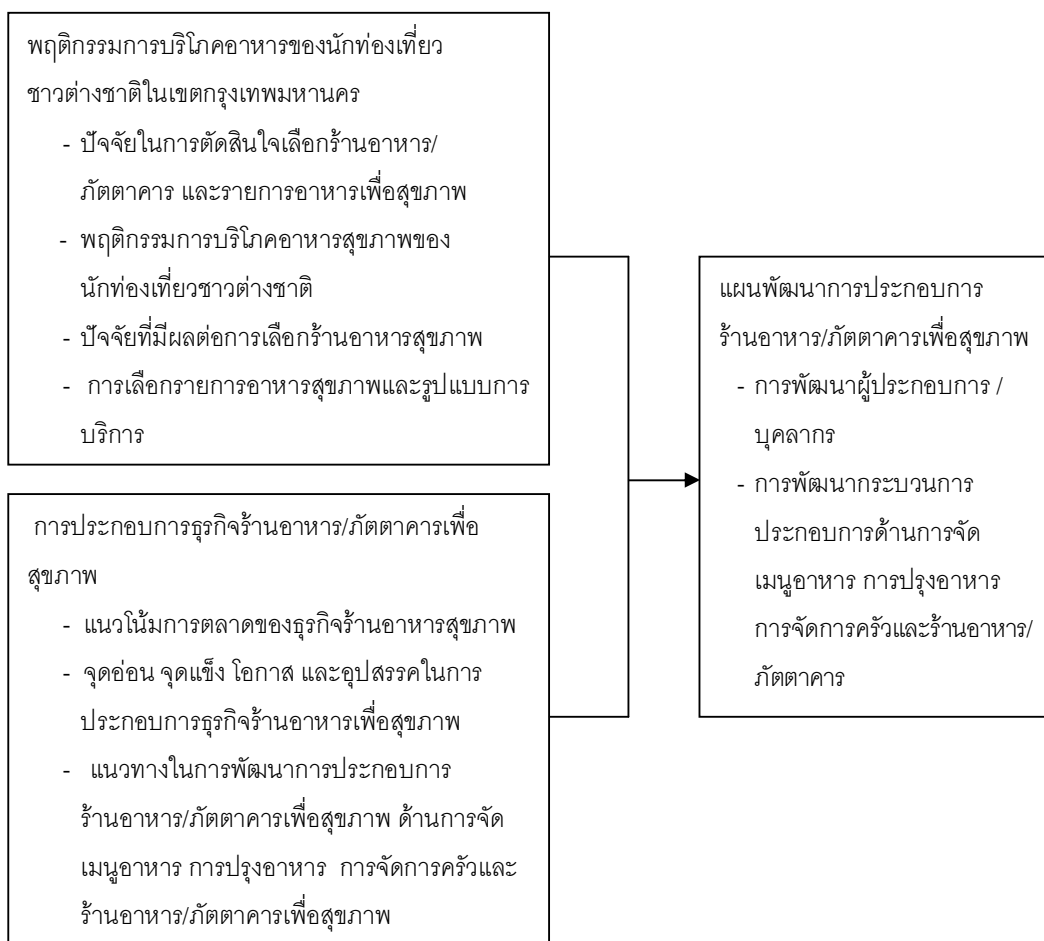 พฤติกรรมการบริโภคอาหารของนักท่องเที่ยว
ชาวต่างชาติในเขตกรุงเทพมหานคร
- ปัจจัยในการตัดสินใจเลือกร้านอาหาร/
ภัตตาคาร และรายการอาหารเพื่อสุขภาพ
- พฤติกรรมการบริโภคอาหารสุขภาพของ
นักท่องเที่ยวชาวต่างชาติ
- ปัจจัยที่มีผลต่อการเลือกร้านอาหารสุขภาพ
- การเลือกรายการอาหารสุขภาพและรูปแบบการ
บริการ
การประกอบการธุรกิจร้านอาหาร/ภัตตาคารเพื่อ
สุขภาพ
- แนวโน้มการตลาดของธุรกิจร้านอาหารสุขภาพ
- จุดอ่อน จุดแข็ง โอกาส และอุปสรรคในการ
ประกอบการธุรกิจร้านอาหารเพื่อสุขภาพ
- แนวทางในการพัฒนาการประกอบการ
ร้านอาหาร/ภัตตาคารเพื่อสุขภาพ ด้านการจัด
เมนูอาหาร การปรุงอาหาร การจัดการครัวและ
ร้านอาหาร/ภัตตาคารเพื่อสุขภาพ
แผนพัฒนาการประกอบการ
ร้านอาหาร/ภัตตาคารเพื่อสุขภาพ
- การพัฒนาผู้ประกอบการ /
บุคลากร
- การพัฒนากระบวนการ
ประกอบการด้านการจัด
เมนูอาหาร การปรุงอาหาร
การจัดการครัวและร้านอาหาร/
ภัตตาคาร